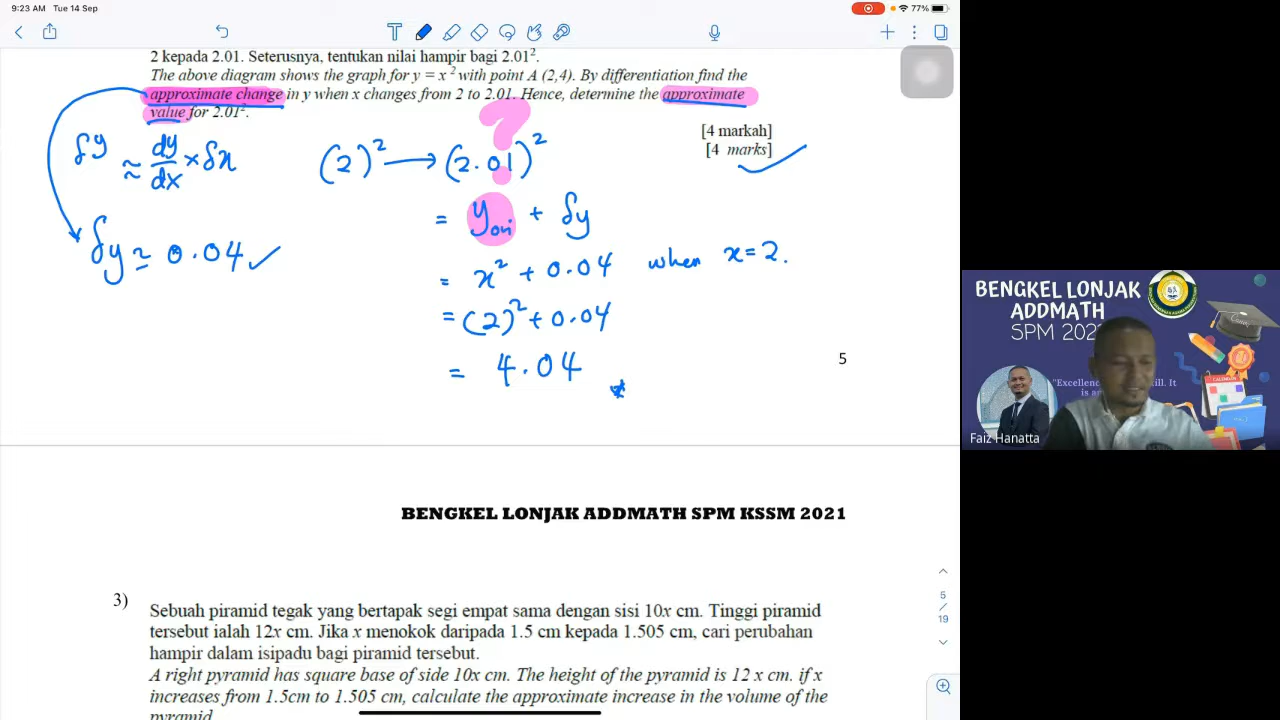 9:23 AM Tue 14 Sep
77%
2 kepada 2.01. Seterusnya, tentukan nilai hampir bagi 2.01².
The above diagram shows the graph for y = x² with point A (2,4). By differentiation find the
approximate change in y when x changes from 2 to 2.01. Hence, determine the approximate
value for 2.01².
[4 markah]
[4 marks]
?
δy ≈ dy/dx × δx
(2)² → (2.01)²
= y ori + δy
δy ≈ 0.04 ✓
= x² + 0.04 when x = 2.
= (2)² + 0.04
= 4.04
5
BENGKEL LONJAK ADDMATH SPM KSSM 2021
3)
Sebuah piramid tegak yang bertapak segi empat sama dengan sisi 10x cm. Tinggi piramid
tersebut ialah 12x cm. Jika x menokok daripada 1.5 cm kepada 1.505 cm, cari perubahan
hampir dalam isipadu bagi piramid tersebut.
A right pyramid has square base of side 10x cm. The height of the pyramid is 12 x cm. if x
increases from 1.5cm to 1.505 cm, calculate the approximate increase in the volume of the
pyramid
5
/
19
BENGKEL LONJAK
ADDMATH
SPM 202
CALENDAR
Faiz Hanatta